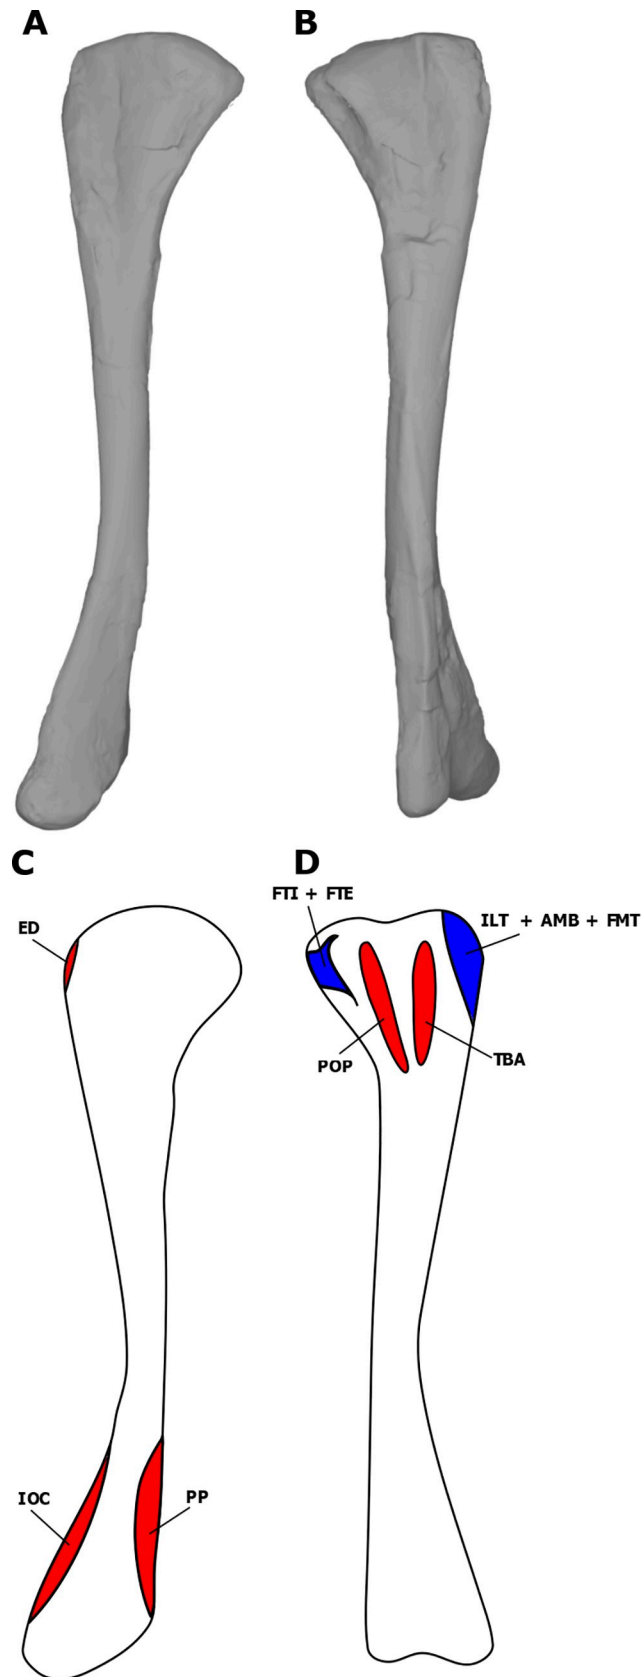 A
B
C
D
FTI + FTE
ED
ILT + AMB + FMT
POP
TBA
IOC
PP